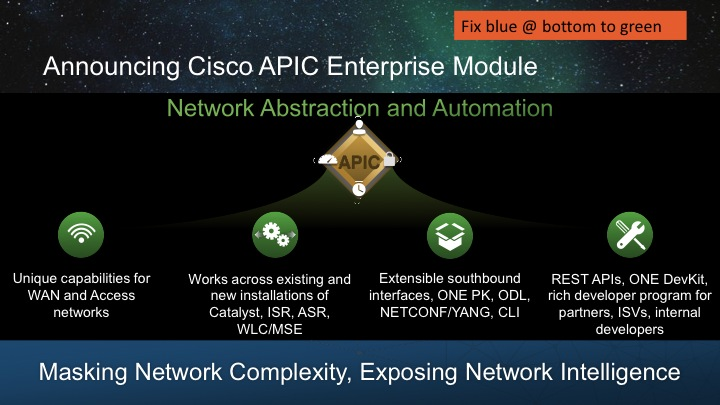 Fix blue @ bottom to green
Announcing Cisco APIC Enterprise Module
Network Abstraction and Automation
APIC
Unique capabilities for
WAN and Access
networks
Works across existing and
new installations of
Catalyst, ISR, ASR,
WLC/MSE
Extensible southbound
interfaces, ONE PK, ODL,
NETCONF/YANG, CLI
REST APIs, ONE DevKit,
rich developer program for
partners, ISVs, internal
developers
Masking Network Complexity, Exposing Network Intelligence